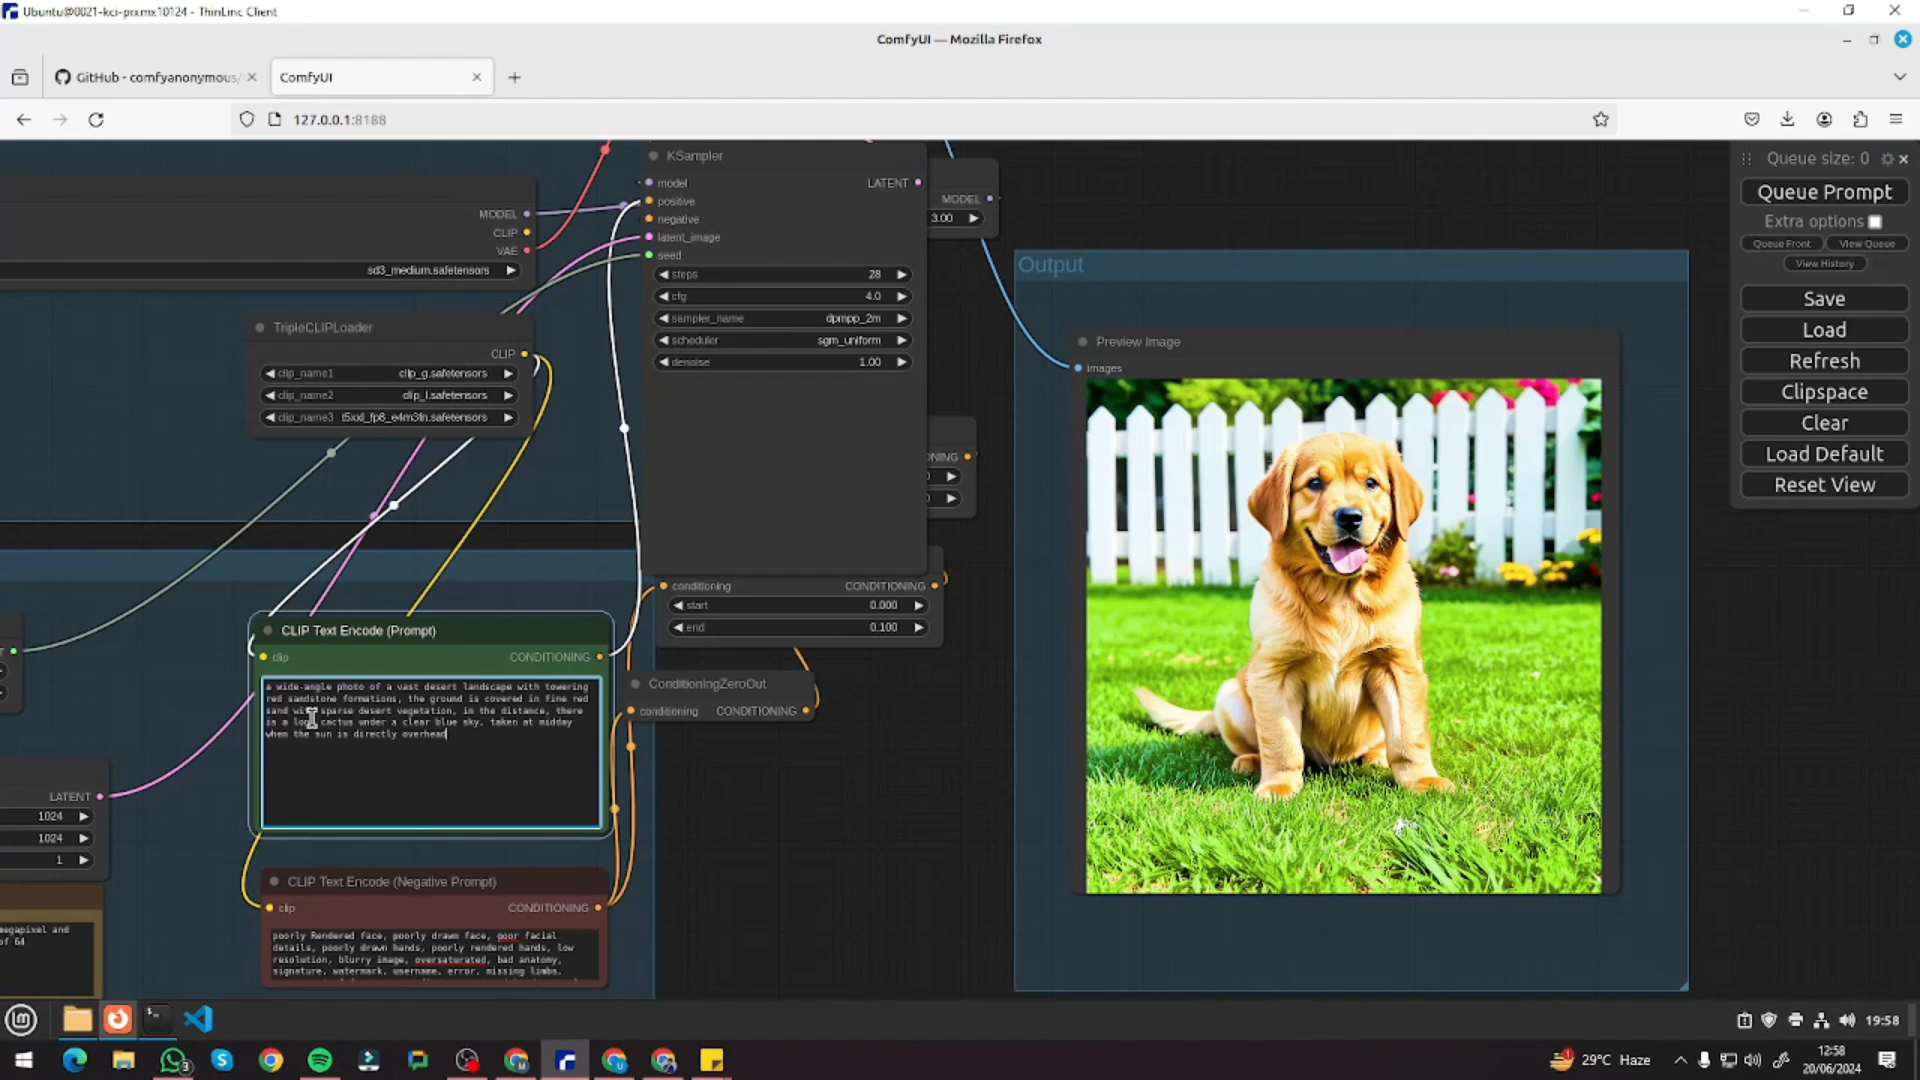 Ubuntu@0021-kci-prxmx10124 - ThinLinc Client
ComfyUI — Mozilla Firefox
GitHub - comfyanonymous/
ComfyUI
127.0.0.1:8188
KSampler
model
LATENT
positive
negative
latent_image
seed
steps 28
cfg 4.0
sampler_name dpmpp_2m
scheduler sgm_uniform
denoise 1.00
MODEL
3.00
MODEL
CLIP
VAE
sd3_medium.safetensors
TripleCLIPLoader
CLIP
clip_name1 clip_g.safetensors
clip_name2 clip_l.safetensors
clip_name3 t5xxl_fp8_e4m3fn.safetensors
conditioning CONDITIONING
start 0.000
end 0.100
ConditioningZeroOut
conditioning CONDITIONING
CLIP Text Encode (Prompt)
clip CONDITIONING
a wide-angle photo of a vast desert landscape with towering
red sandstone formations, the ground is covered in fine red
sand with sparse desert vegetation, in the distance, there
is a cactus under a clear blue sky. taken at midday
when the sun is directly overhead
LATENT
1024
1024
1
megapixel and
of 64
CLIP Text Encode (Negative Prompt)
clip CONDITIONING
poorly Rendered face, poorly drawn face, poor facial
details, poorly drawn hands, poorly rendered hands, low
resolution, blurry image, oversaturated, bad anatomy,
signature, watermark, username, error, missing limbs,
Output
Preview Image
images
Queue size: 0
Queue Prompt
Extra options
Queue Front
View Queue
View History
Save
Load
Refresh
Clipspace
Clear
Load Default
Reset View
19:58
29°C Haze
12:58
20/06/2024